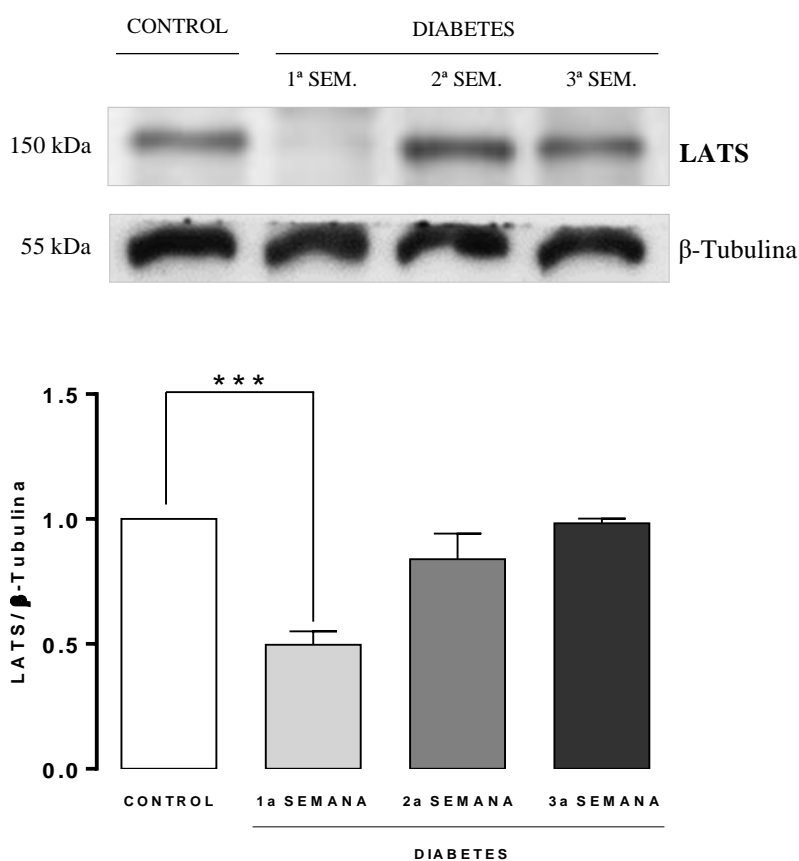 CONTROL DIABETES
1ª SEM. 2ª SEM. 3ª SEM.
150 kDa LATS
55 kDa β-Tubulina
***
1.5
1.0
0.5
0.0
LATS/β-Tubulina
CONTROL 1a SEMANA 2a SEMANA 3a SEMANA
DIABETES